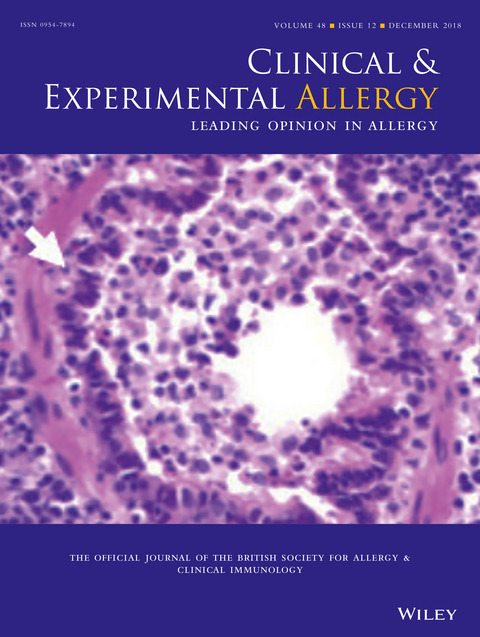 ISSN 0954-7894
VOLUME 48 ■ ISSUE 12 ■ DECEMBER 2018
CLINICAL &
EXPERIMENTAL ALLERGY
LEADING OPINION IN ALLERGY
THE OFFICIAL JOURNAL OF THE BRITISH SOCIETY FOR ALLERGY &
CLINICAL IMMUNOLOGY
WILEY